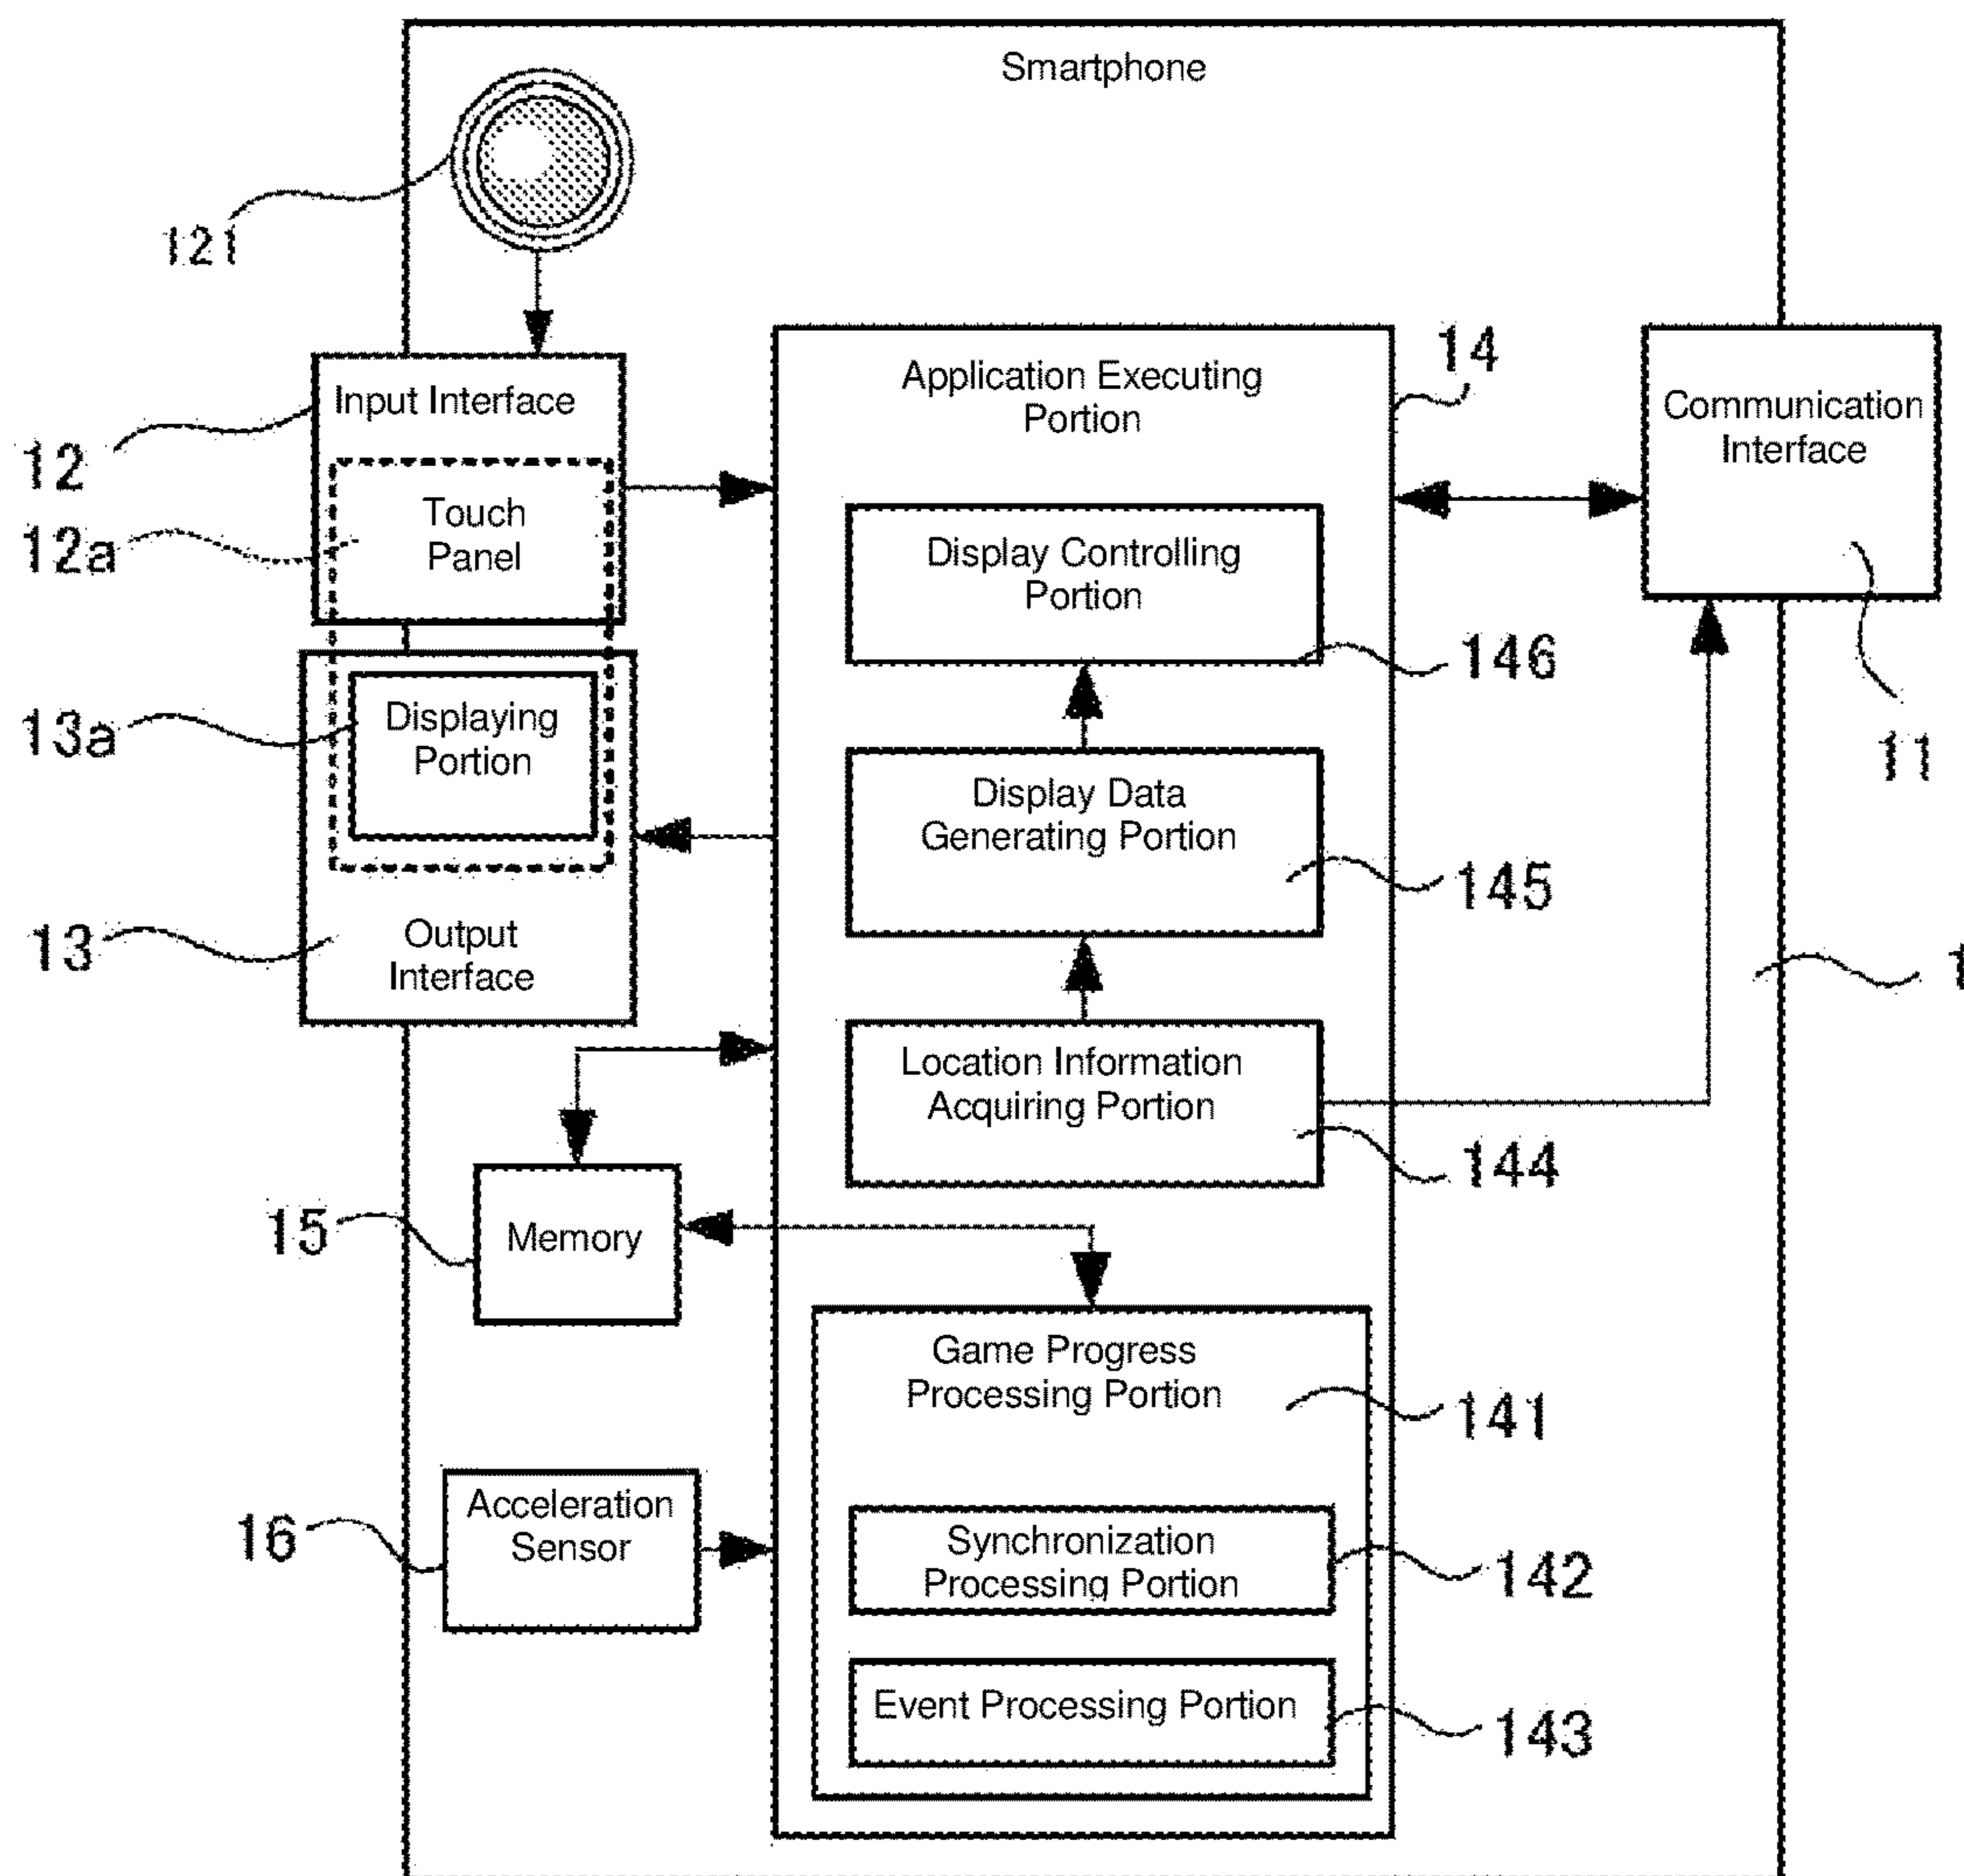 Smartphone
121
Input Interface
12
Touch
Panel
12a
Displaying
Portion
13a
Output
Interface
13
Application Executing
Portion
14
Communication
Interface
11
Display Controlling
Portion
146
Display Data
Generating Portion
145
1
Location Information
Acquiring Portion
144
Memory
15
Game Progress
Processing Portion
141
Acceleration
Sensor
16
Synchronization
Processing Portion
142
Event Processing Portion
143